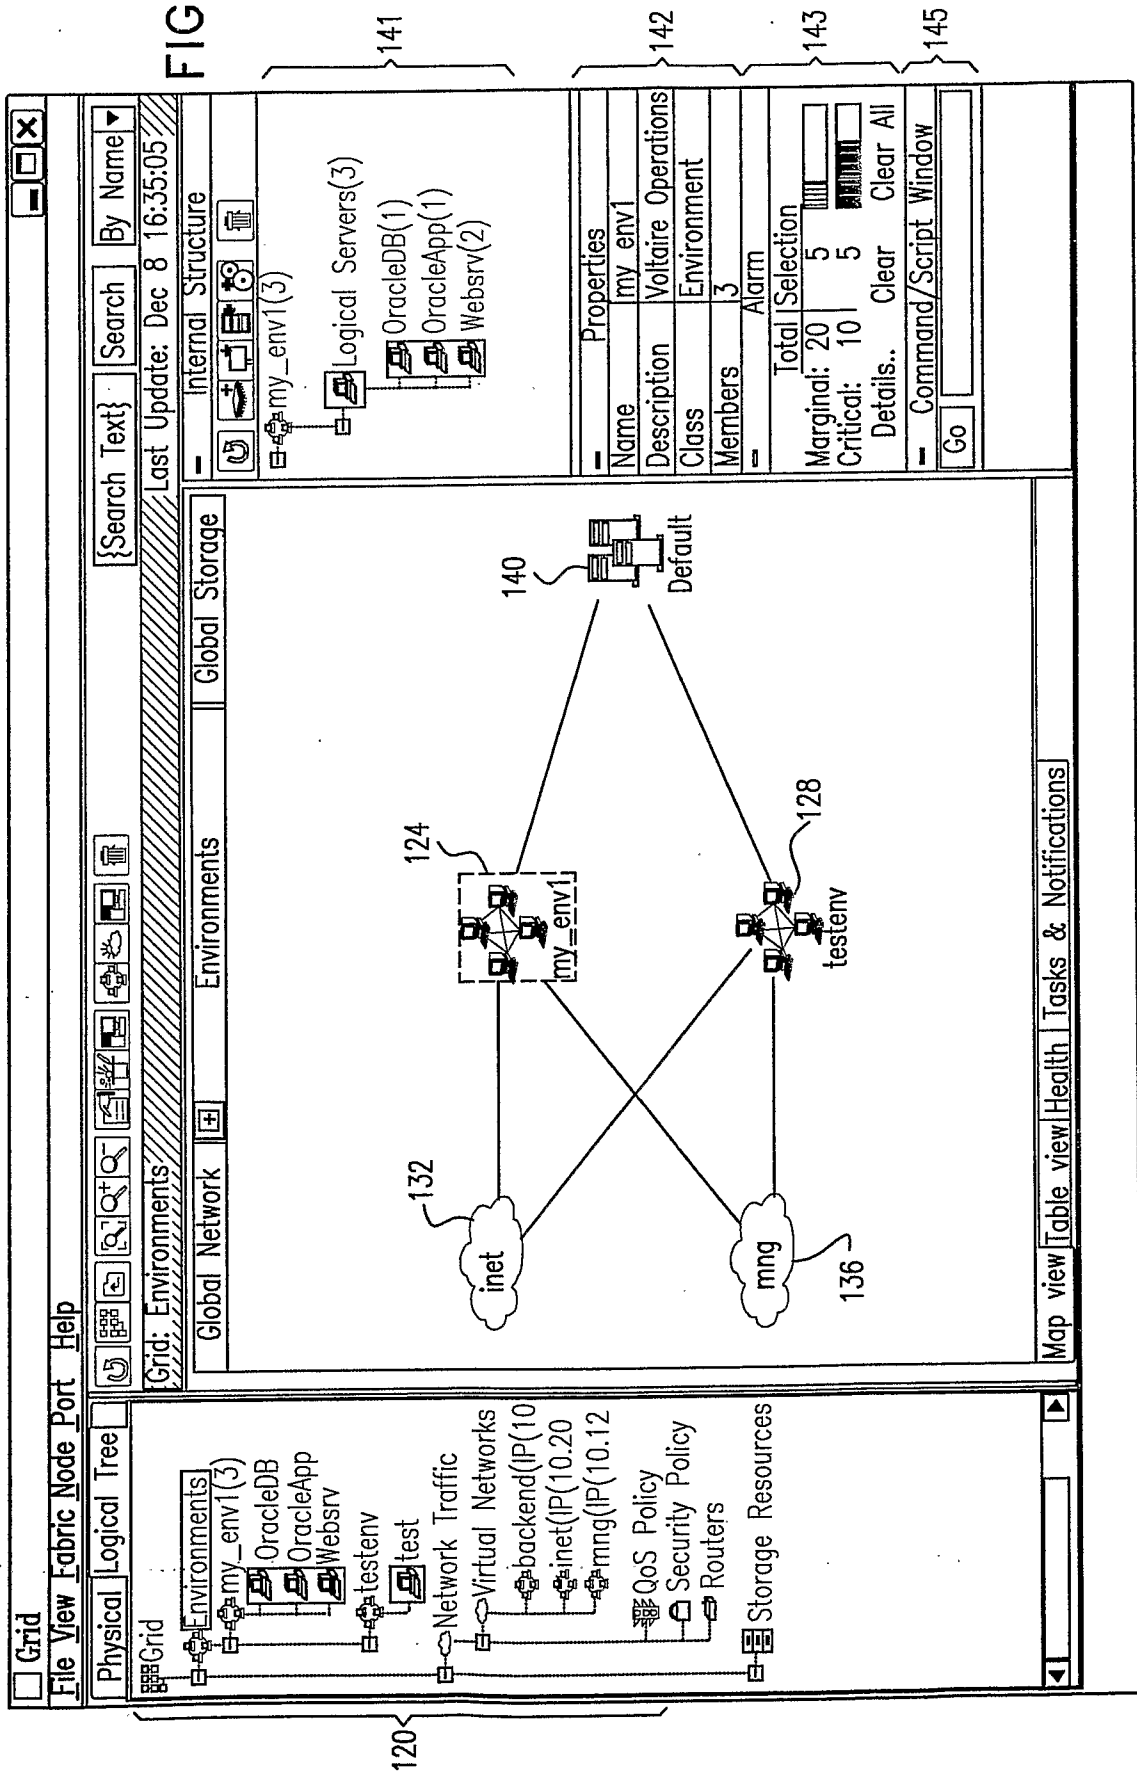 FIG
Grid
File View Fabric Node Port Help
{Search Text}
Search
By Name
Physical
Logical Tree
Grid: Environments
Last Update: Dec 8 16:35:05
Grid
Environments
my_env1(3)
OracleDB
OracleApp
Websrv
testenv
test
Network Traffic
Virtual Networks
backend(IP(10
inet(IP(10.20
mng(IP(10.12
QoS Policy
Security Policy
Routers
Storage Resources
120
Global Network
Environments
Global Storage
132
inet
124
my_env1
140
Default
mng
136
128
testenv
Map view
Table view
Health
Tasks & Notifications
Internal Structure
my_env1(3)
Logical Servers(3)
OracleDB(1)
OracleApp(1)
Websrv(2)
141
Properties
Name my env1
Description Voltaire Operations
Class Environment
Members 3
142
Alarm
Total Selection
Marginal: 20 5
Critical: 10 5
Details.. Clear Clear All
143
Command/Script Window
Go
145